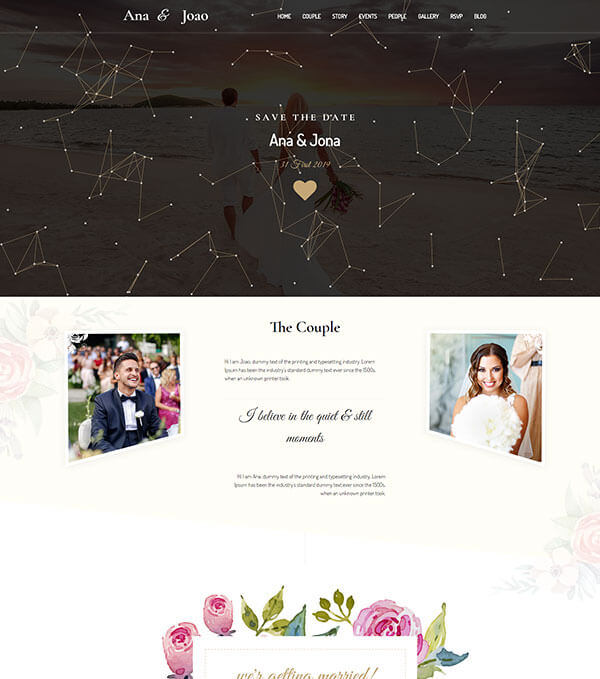 Ana & Joao HOME COUPLE STORY EVENTS PEOPLE GALLERY RSVP BLOG
SAVE THE DATE
Ana & Jona
2019
The Couple
Hi I am Joao, dummy text of the printing and typesetting industry. Lorem
Ipsum has been the industry's standard dummy text ever since the 1500s,
when an unknown printer took.
I believe in the quiet & still
moments
Hi I am Ana, dummy text of the printing and typesetting industry. Lorem
Ipsum has been the industry's standard dummy text ever since the 1500s,
when an unknown printer took.
we'r getting married!